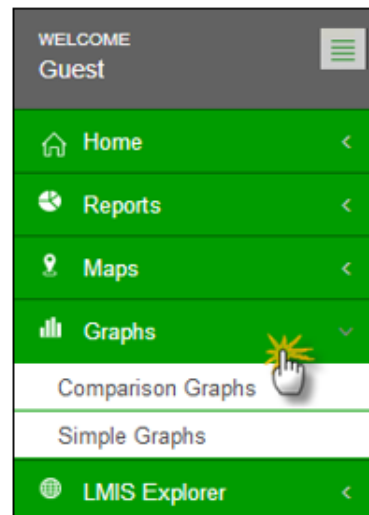 WELCOME
Guest
Home
Reports
Maps
Graphs
Comparison Graphs
Simple Graphs
LMIS Explorer